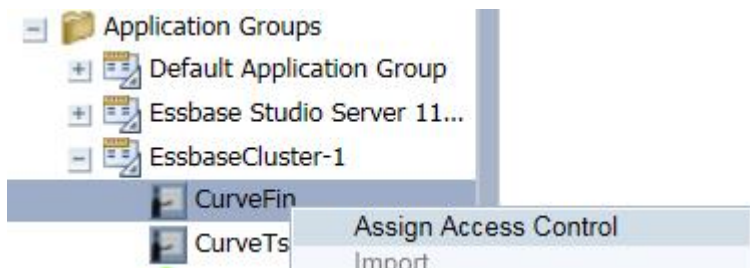 Application Groups
Default Application Group
Essbase Studio Server 11...
EssbaseCluster-1
CurveFin
Assign Access Control
CurveTs
Import